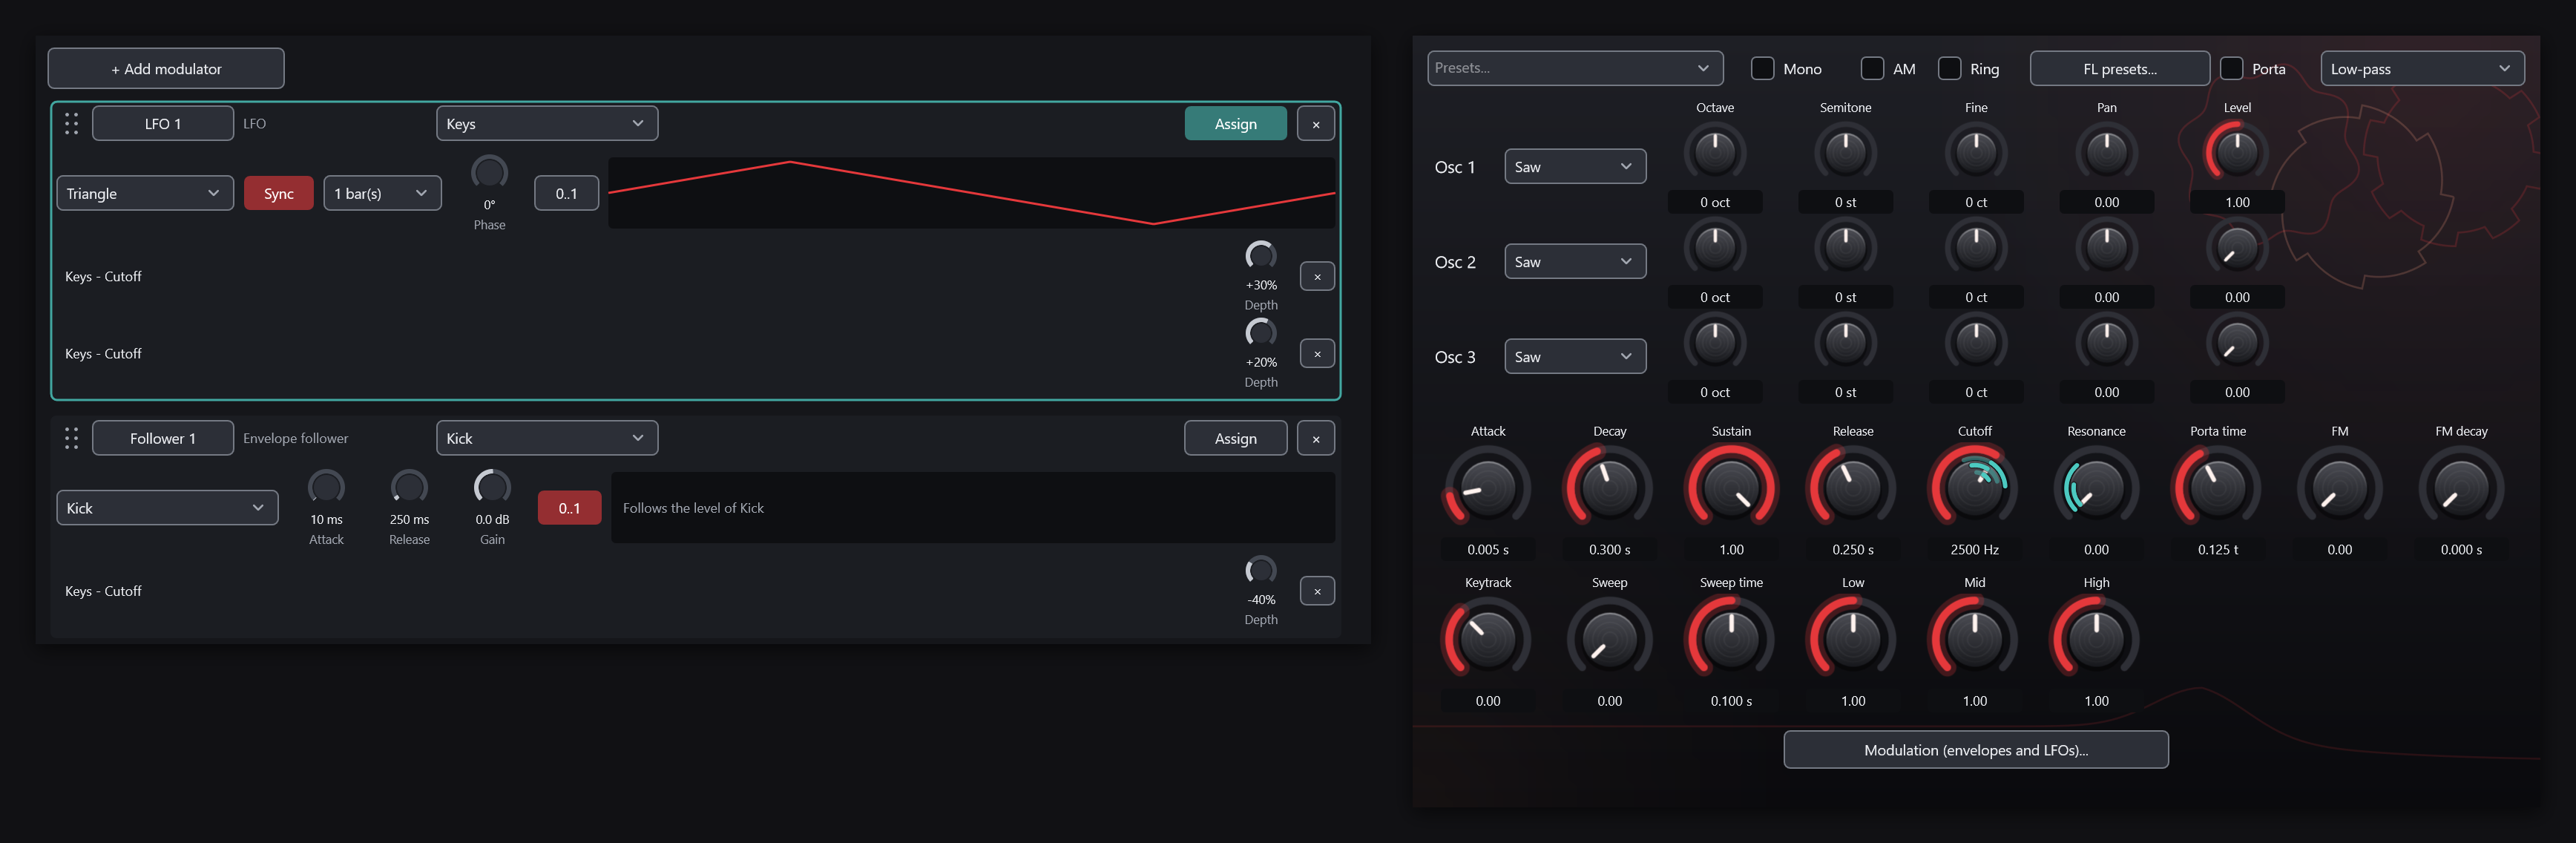 + Add modulator
LFO 1 LFO Keys Assign ×
Triangle Sync 1 bar(s) 0° 0..1
Phase
Keys - Cutoff +30% ×
Depth
Keys - Cutoff +20% ×
Depth
Follower 1 Envelope follower Kick Assign ×
Kick 10 ms 250 ms 0.0 dB 0..1 Follows the level of Kick
Attack Release Gain
Keys - Cutoff -40% ×
Depth
Presets... Mono AM Ring FL presets... Porta Low-pass
Octave Semitone Fine Pan Level
Osc 1 Saw
0 oct 0 st 0 ct 0.00 1.00
Osc 2 Saw
0 oct 0 st 0 ct 0.00 0.00
Osc 3 Saw
0 oct 0 st 0 ct 0.00 0.00
Attack Decay Sustain Release Cutoff Resonance Porta time FM FM decay
0.005 s 0.300 s 1.00 0.250 s 2500 Hz 0.00 0.125 t 0.00 0.000 s
Keytrack Sweep Sweep time Low Mid High
0.00 0.00 0.100 s 1.00 1.00 1.00
Modulation (envelopes and LFOs)...